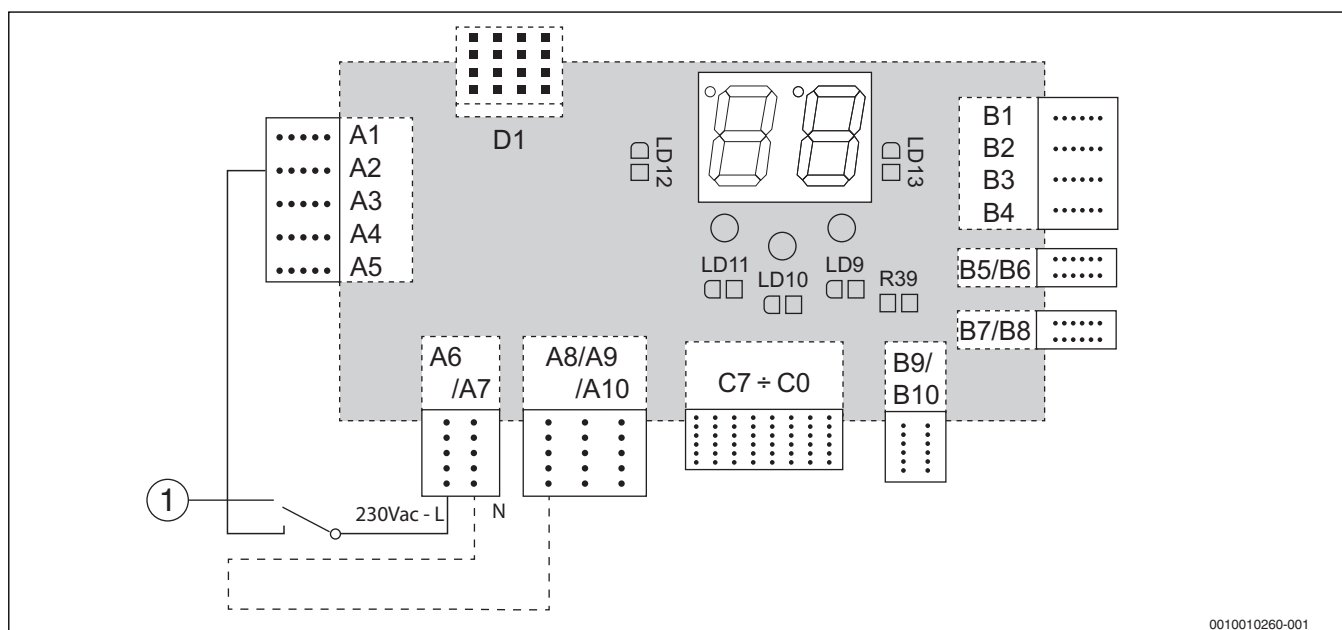 D1
A1
A2
A3
A4
A5
LD12
LD13
LD11
LD10
LD9
R39
B1
B2
B3
B4
B5/B6
B7/B8
A6
/A7
A8/A9
/A10
C7 ÷ C0
B9/
B10
1
230Vac - L
N
0010010260-001